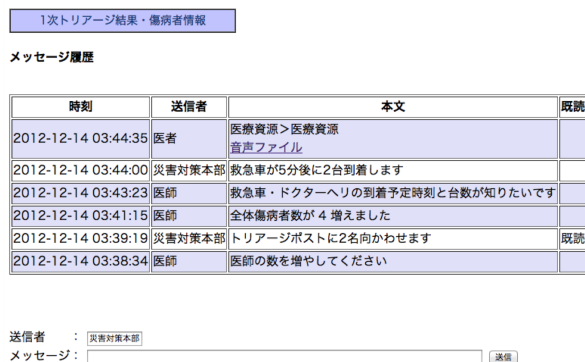 1次トリアージ結果・傷病者情報
メッセージ履歴
時刻 送信者 本文 既読
2012-12-14 03:44:35 医者 医療資源>医療資源
音声ファイル
2012-12-14 03:44:00 災害対策本部 救急車が5分後に2台到着します
2012-12-14 03:43:23 医師 救急車・ドクターヘリの到着予定時刻と台数が知りたいです
2012-12-14 03:41:15 医師 全体傷病者数が 4 増えました
2012-12-14 03:39:19 災害対策本部 トリアージポストに2名向かわせます 既読
2012-12-14 03:38:34 医師 医師の数を増やしてください
送信者 : 災害対策本部
メッセージ : 送信